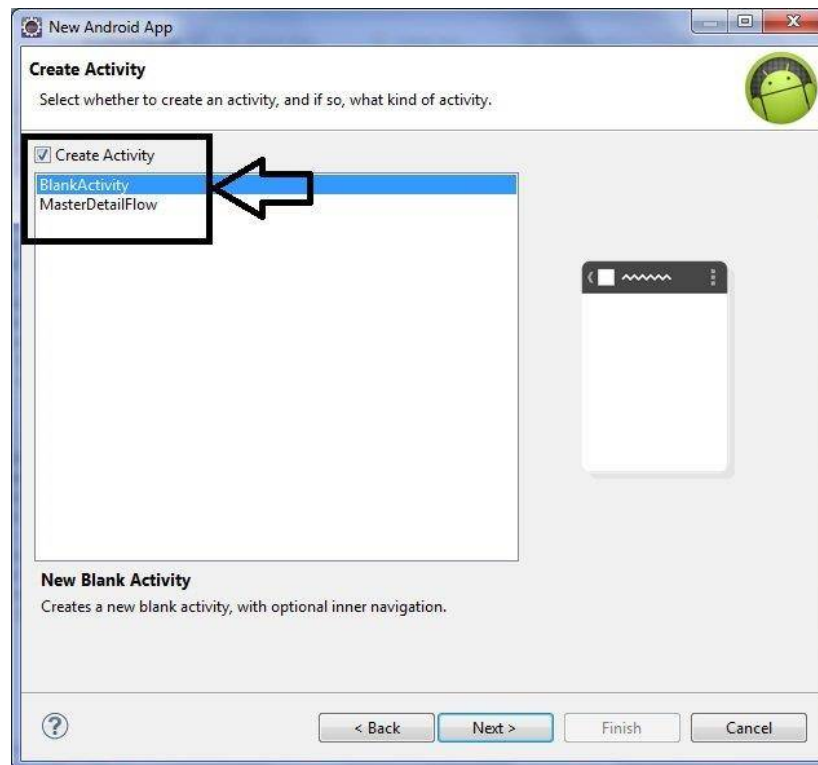 New Android App
Create Activity
Select whether to create an activity, and if so, what kind of activity.
Create Activity
BlankActivity
MasterDetailFlow
New Blank Activity
Creates a new blank activity, with optional inner navigation.
?
< Back
Next >
Finish
Cancel